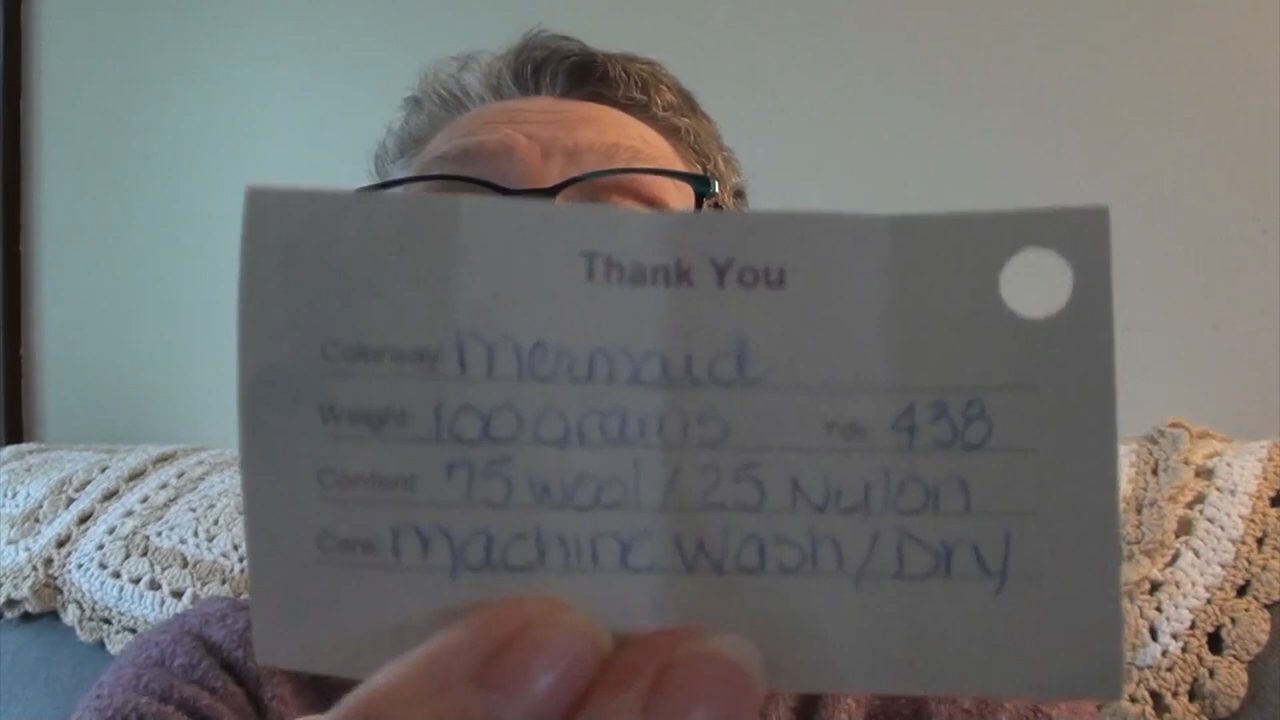 Thank You
Colorway: Mermaid
Weight: 100 grams Yds: 438
Content: 75 wool / 25 Nylon
Care: Machine Wash / Dry